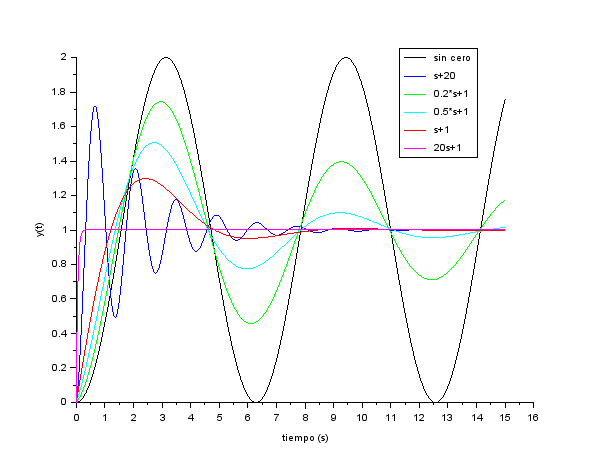 sin cero
s+20
0.2*s+1
0.5*s+1
s+1
20s+1
2
1.8
1.6
1.4
1.2
1
0.8
0.6
0.4
0.2
0
y(t)
0 1 2 3 4 5 6 7 8 9 10 11 12 13 14 15 16
tiempo (s)